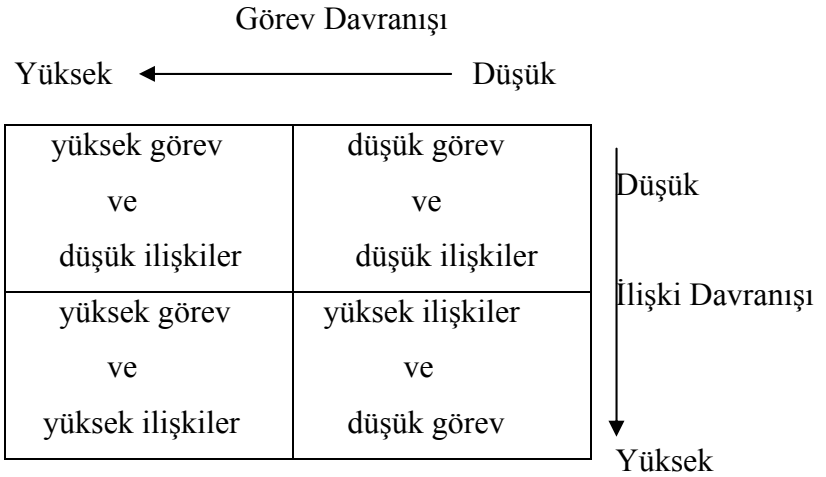 Görev Davranışı
Yüksek Düşük
yüksek görev
ve
düşük ilişkiler
düşük görev
ve
düşük ilişkiler
yüksek görev
ve
yüksek ilişkiler
yüksek ilişkiler
ve
düşük görev
Düşük
İlişki Davranışı
Yüksek